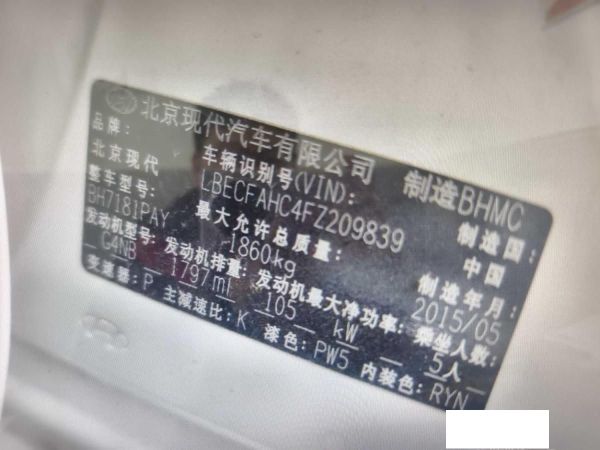 北京现代汽车有限公司 制造BHMC
品牌: 车辆识别号(VIN): 制造国:
北京现代 LBECFAHC4FZ209839 中国
整车型号: 最大允许总质量: 制造年月:
BH7181PAY 1860kg 2015/05
发动机型号: 发动机排量: 发动机最大净功率: 乘坐人数:
G4NB 1797ml 105 kW 5人
变速器: P 主减速比: K 漆色: PW5 内装色: RYN